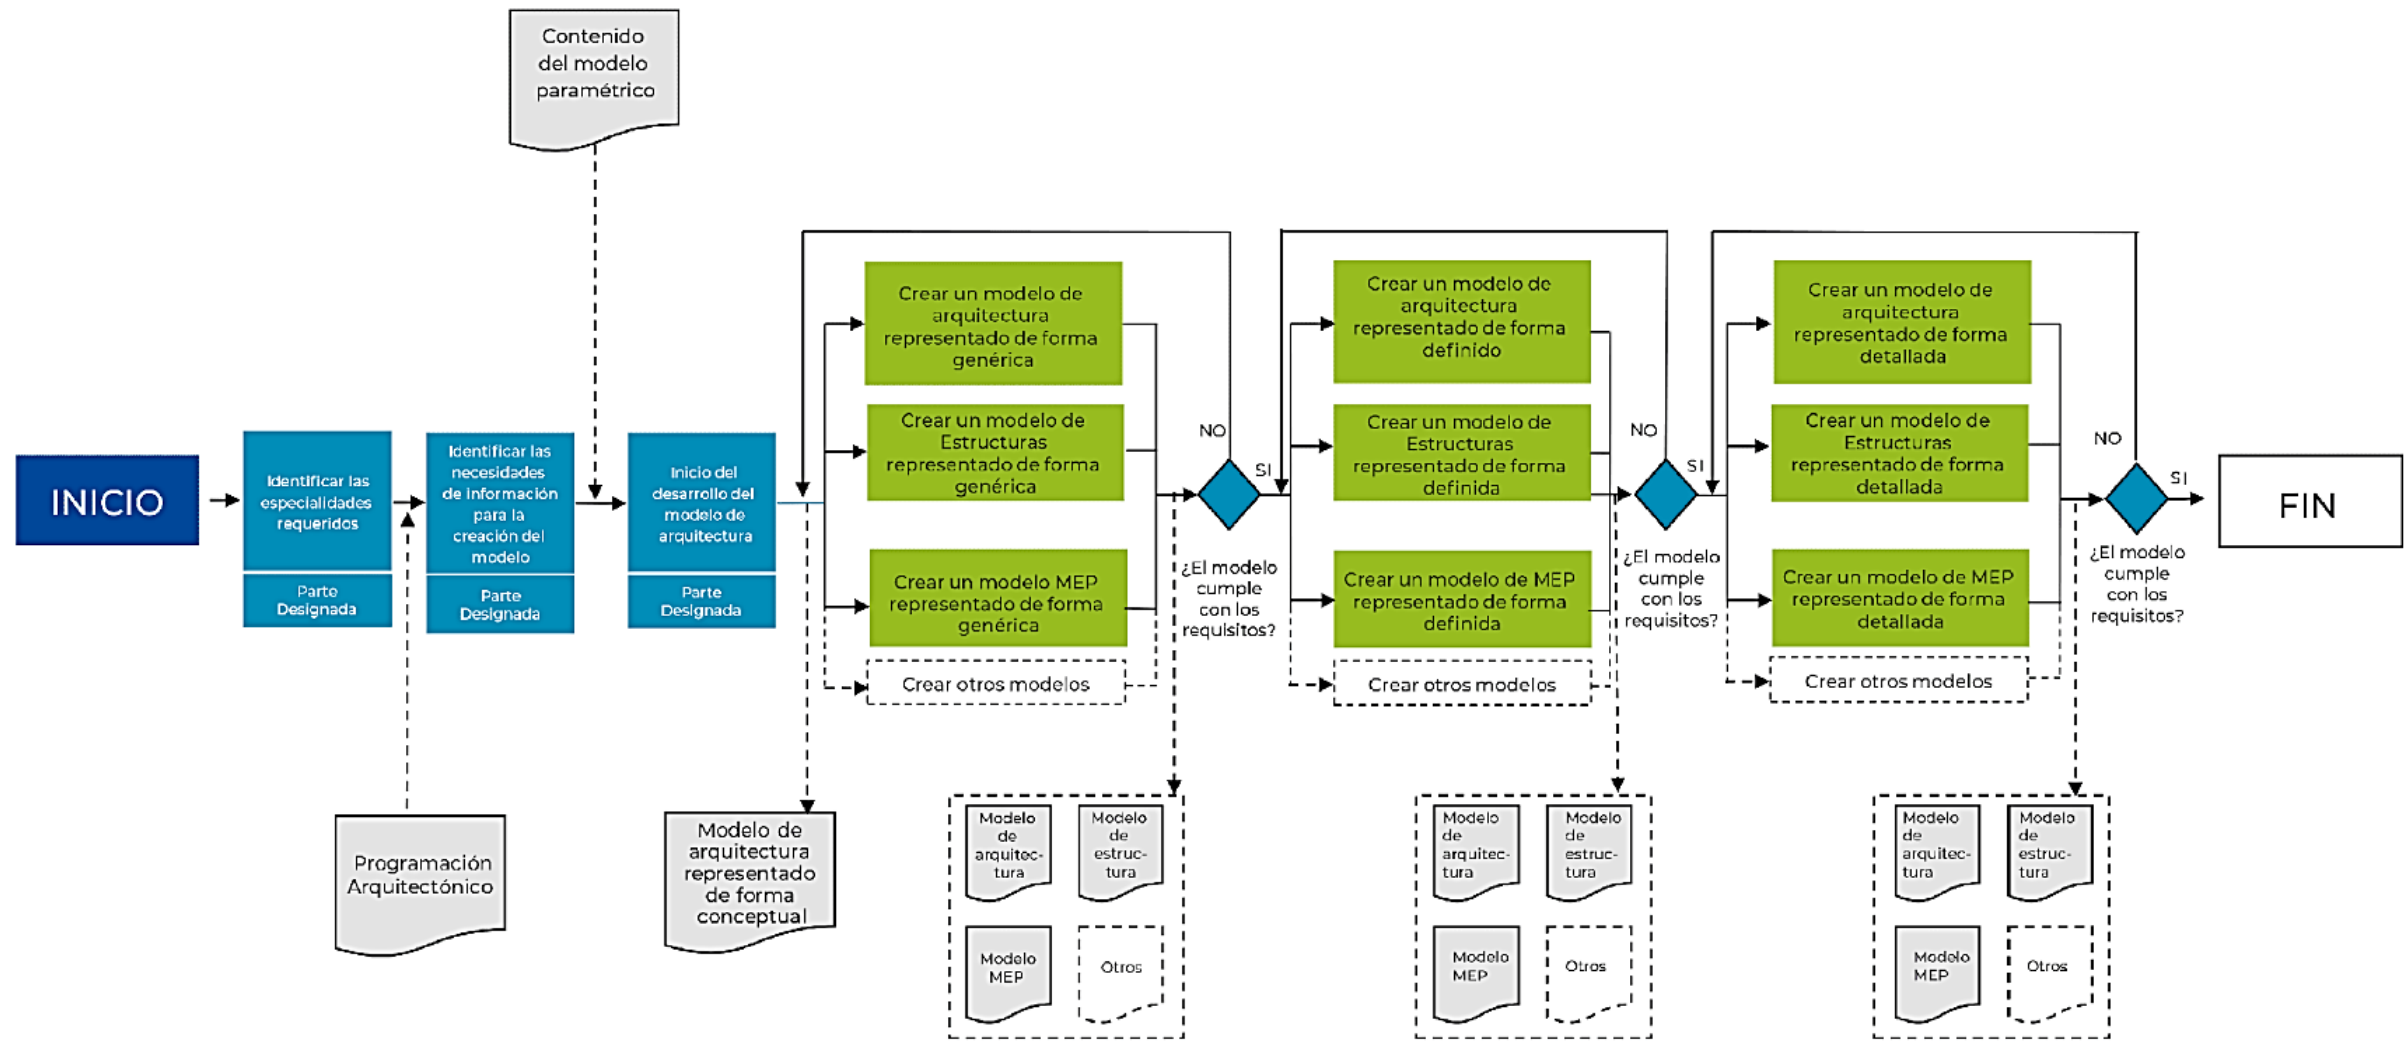 Contenido
del modelo
paramétrico
INICIO
Identificar las
especialidades
requeridos
Parte
Designada
Identificar las
necesidades
de información
para la
creación del
modelo
Parte
Designada
Inicio del
desarrollo del
modelo de
arquitectura
Parte
Designada
Programación
Arquitectónico
Modelo de
arquitectura
representado
de forma
conceptual
Crear un modelo de
arquitectura
representado de forma
genérica
Crear un modelo de
Estructuras
representado de forma
genérica
Crear un modelo MEP
representado de forma
genérica
Crear otros modelos
NO
SI
¿El modelo
cumple
con los
requisitos?
Modelo
de
arquitec-
tura
Modelo
de
estruc-
tura
Modelo
MEP
Otros
Crear un modelo de
arquitectura
representado de forma
definido
Crear un modelo de
Estructuras
representado de forma
definida
Crear un modelo de MEP
representado de forma
definida
Crear otros modelos
NO
SI
¿El modelo
cumple
con los
requisitos?
Modelo
de
arquitec-
tura
Modelo
de
estruc-
tura
Modelo
MEP
Otros
Crear un modelo de
arquitectura
representado de forma
detallada
Crear un modelo de
Estructuras
representado de forma
detallada
Crear un modelo de MEP
representado de forma
detallada
Crear otros modelos
NO
SI
¿El modelo
cumple
con los
requisitos?
Modelo
de
arquitec-
tura
Modelo
de
estruc-
tura
Modelo
MEP
Otros
FIN